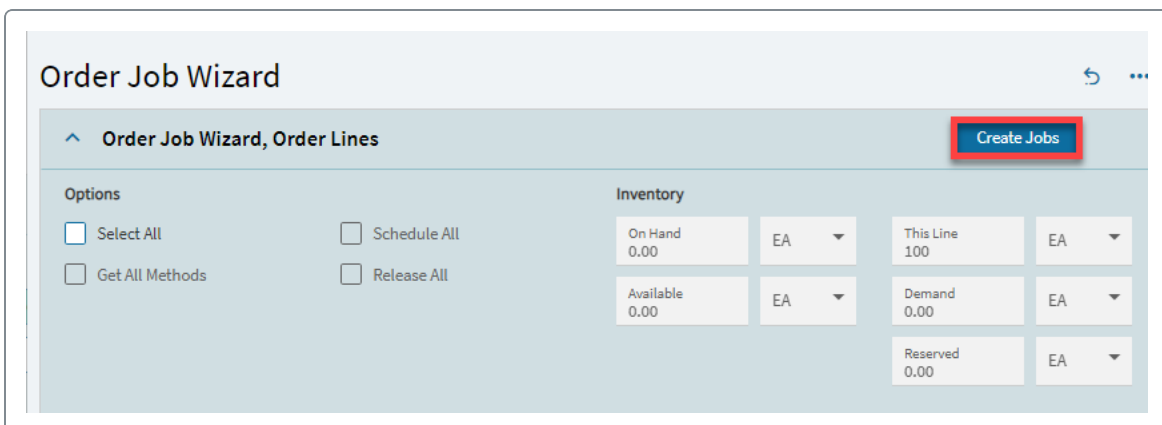 Order Job Wizard
Order Job Wizard, Order Lines
Create Jobs
Options
Inventory
Select All
Schedule All
On Hand
0.00
EA
This Line
100
EA
Get All Methods
Release All
Available
0.00
EA
Demand
0.00
EA
Reserved
0.00
EA